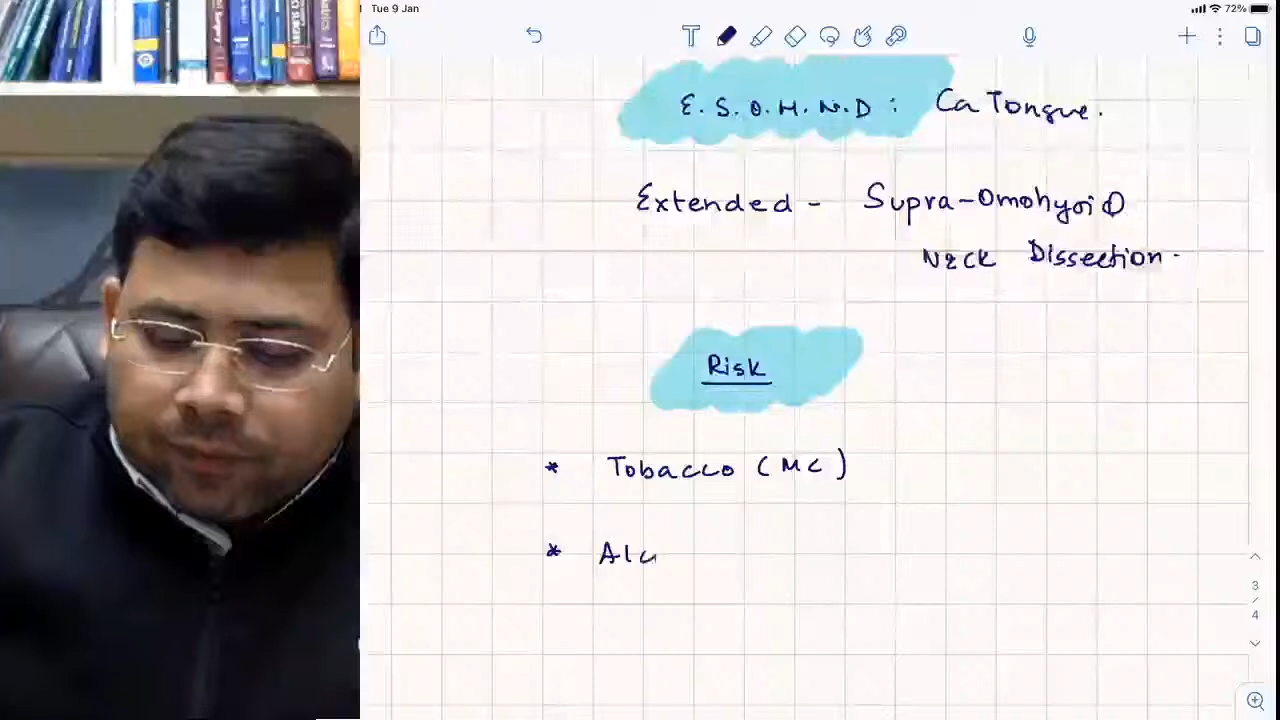 Tue 9 Jan
72%
E. S. O. H. N. D : Ca Tongue.
Extended - Supra-Omohyoid
Neck Dissection.
Risk
* Tobacco (MC)
* Alc
3
/
4